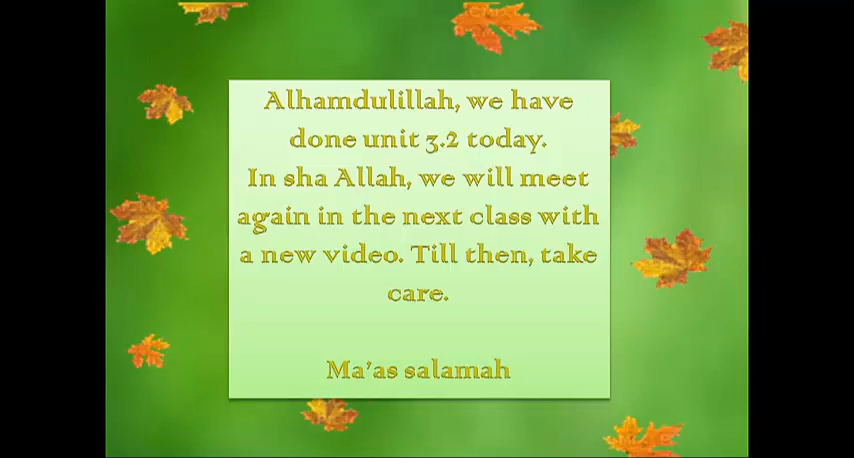 Alhamdulillah, we have
done unit 3.2 today.
In sha Allah, we will meet
again in the next class with
a new video. Till then, take
care.
Ma'as salamah